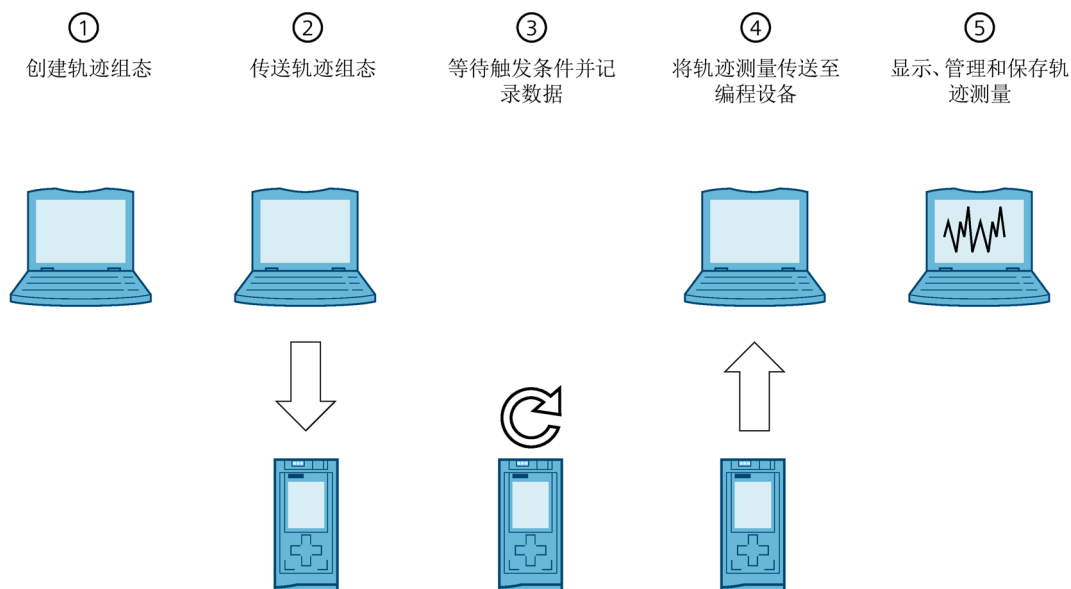 ①
创建轨迹组态
②
传送轨迹组态
③
等待触发条件并记
录数据
④
将轨迹测量传送至
编程设备
⑤
显示、管理和保存轨
迹测量